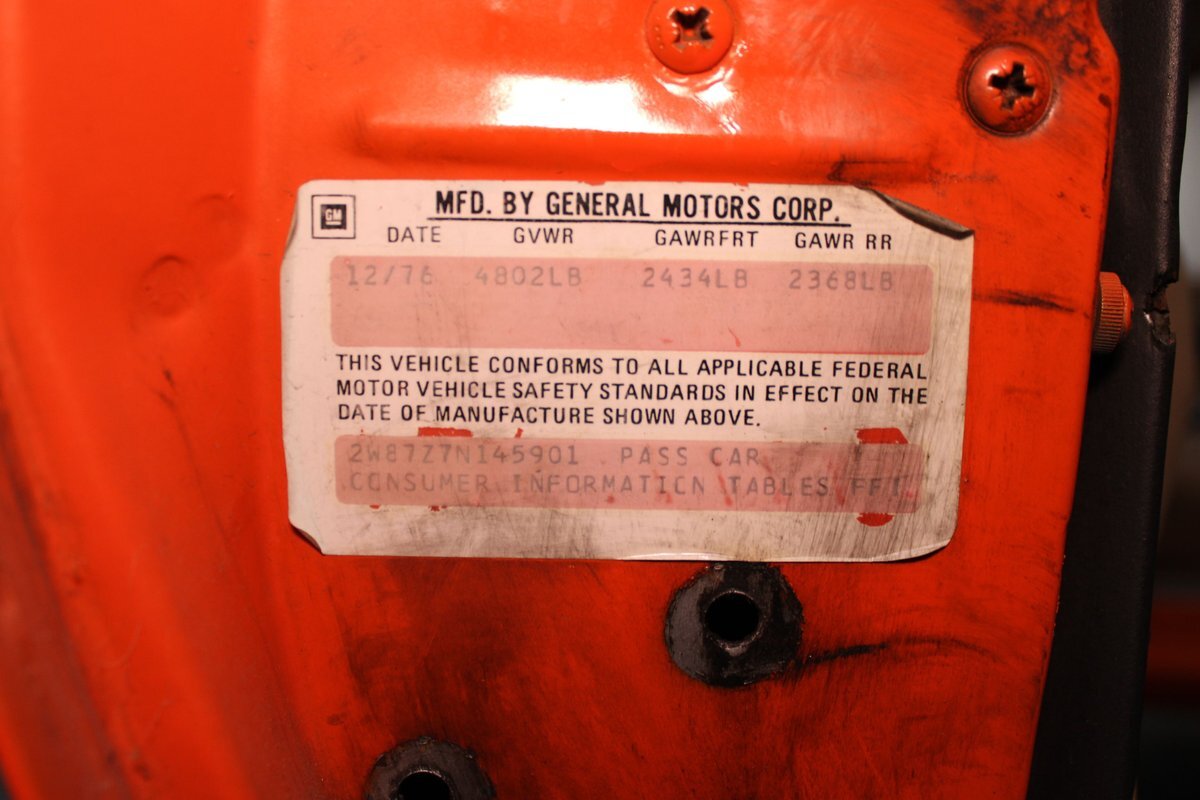 GM
MFD. BY GENERAL MOTORS CORP.
DATE GVWR GAWRFRT GAWR RR
12/76 4802LB 2434LB 2368LB
THIS VEHICLE CONFORMS TO ALL APPLICABLE FEDERAL
MOTOR VEHICLE SAFETY STANDARDS IN EFFECT ON THE
DATE OF MANUFACTURE SHOWN ABOVE.
2W87Z7N145901 PASS CAR
CONSUMER INFORMATION TABLES